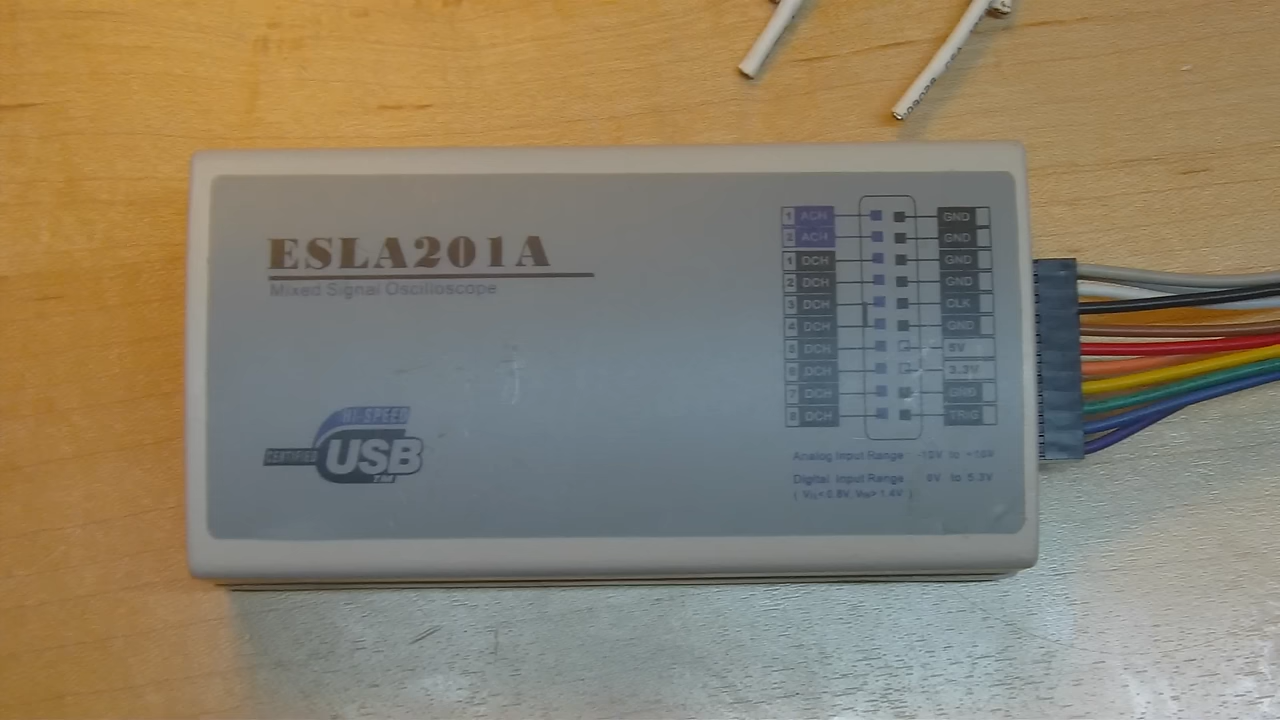 ESLA201A
Mixed Signal Oscilloscope
1 ACH GND
2 ACH GND
1 DCH GND
2 DCH GND
3 DCH CLK
4 DCH GND
5 DCH 5V
6 DCH 3.3V
7 DCH GND
8 DCH TRIG
HI-SPEED
CERTIFIED USB
TM
Analog Input Range -10V to +10V
Digital Input Range 0V to 5.3V
( VIL< 0.8V, VIH> 1.4V )